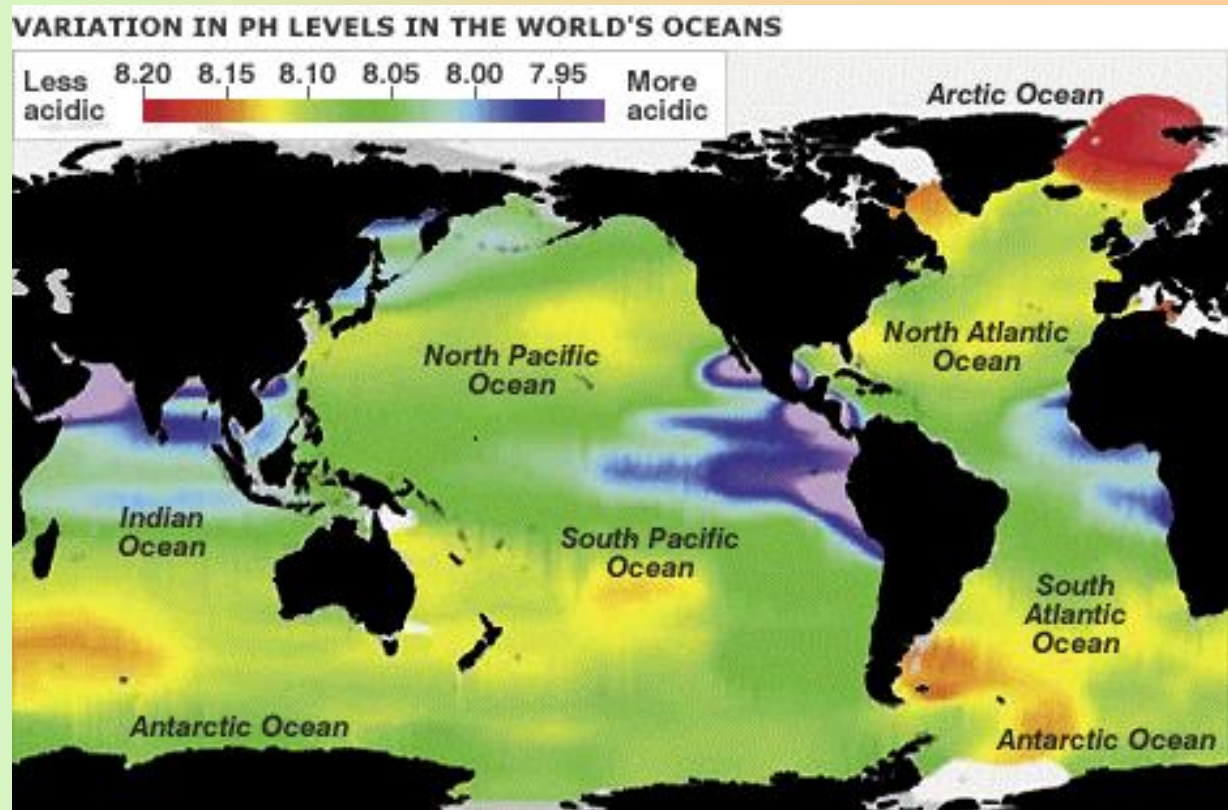 VARIATION IN PH LEVELS IN THE WORLD'S OCEANS
Less
acidic
8.20 8.15 8.10 8.05 8.00 7.95
More
acidic
Arctic Ocean
North Pacific
Ocean
North Atlantic
Ocean
Indian
Ocean
South Pacific
Ocean
South
Atlantic
Ocean
Antarctic Ocean
Antarctic Ocean